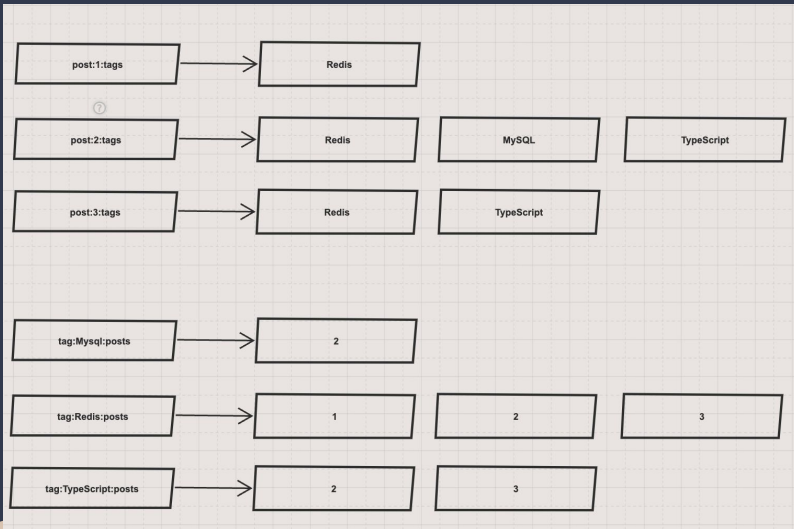 post:1:tags Redis
?
post:2:tags Redis MySQL TypeScript
post:3:tags Redis TypeScript
tag:Mysql:posts 2
tag:Redis:posts 1 2 3
tag:TypeScript:posts 2 3